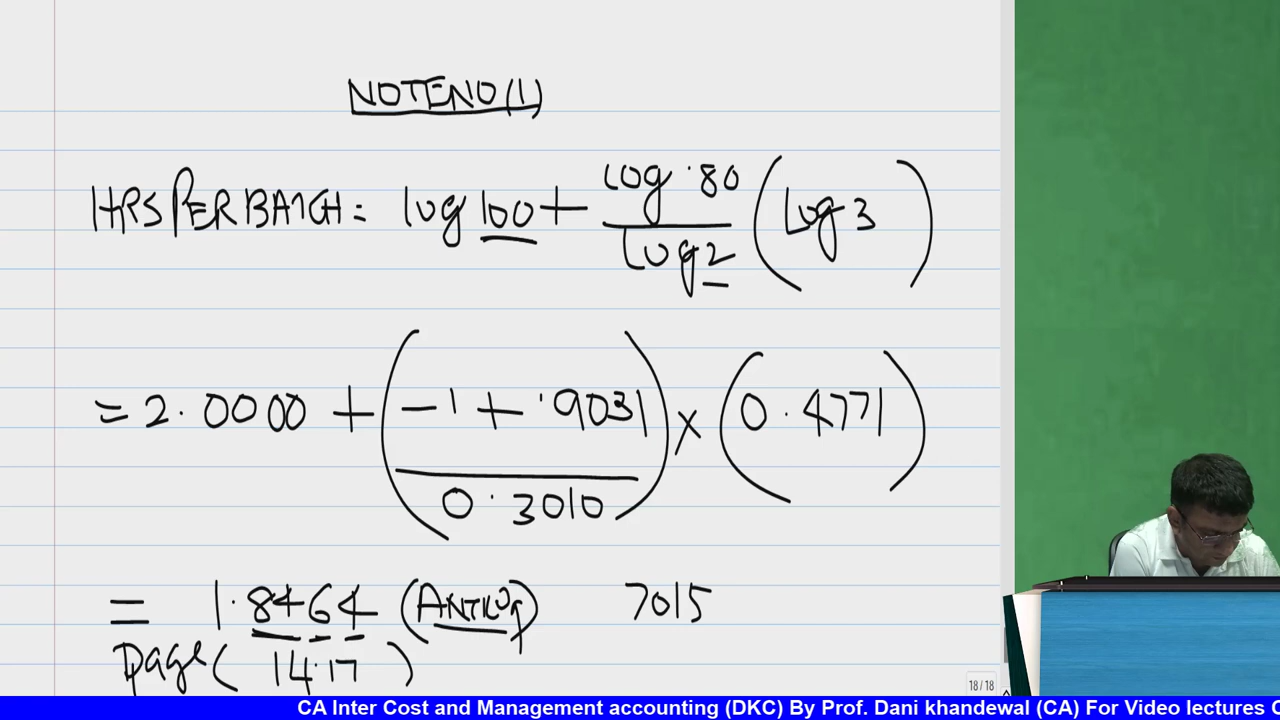 NOTENO(1)
HRS PER BATCH = log 100 + log .80 / log 2 (log 3)
= 2.0000 + (-1 + .9031 / 0.3010) × (0.4771)
= 1.8464 (ANTILOG) 7015
page( 14.17 )
18/18
CA Inter Cost and Management accounting (DKC) By Prof. Dani khandewal (CA) For Video lectures C